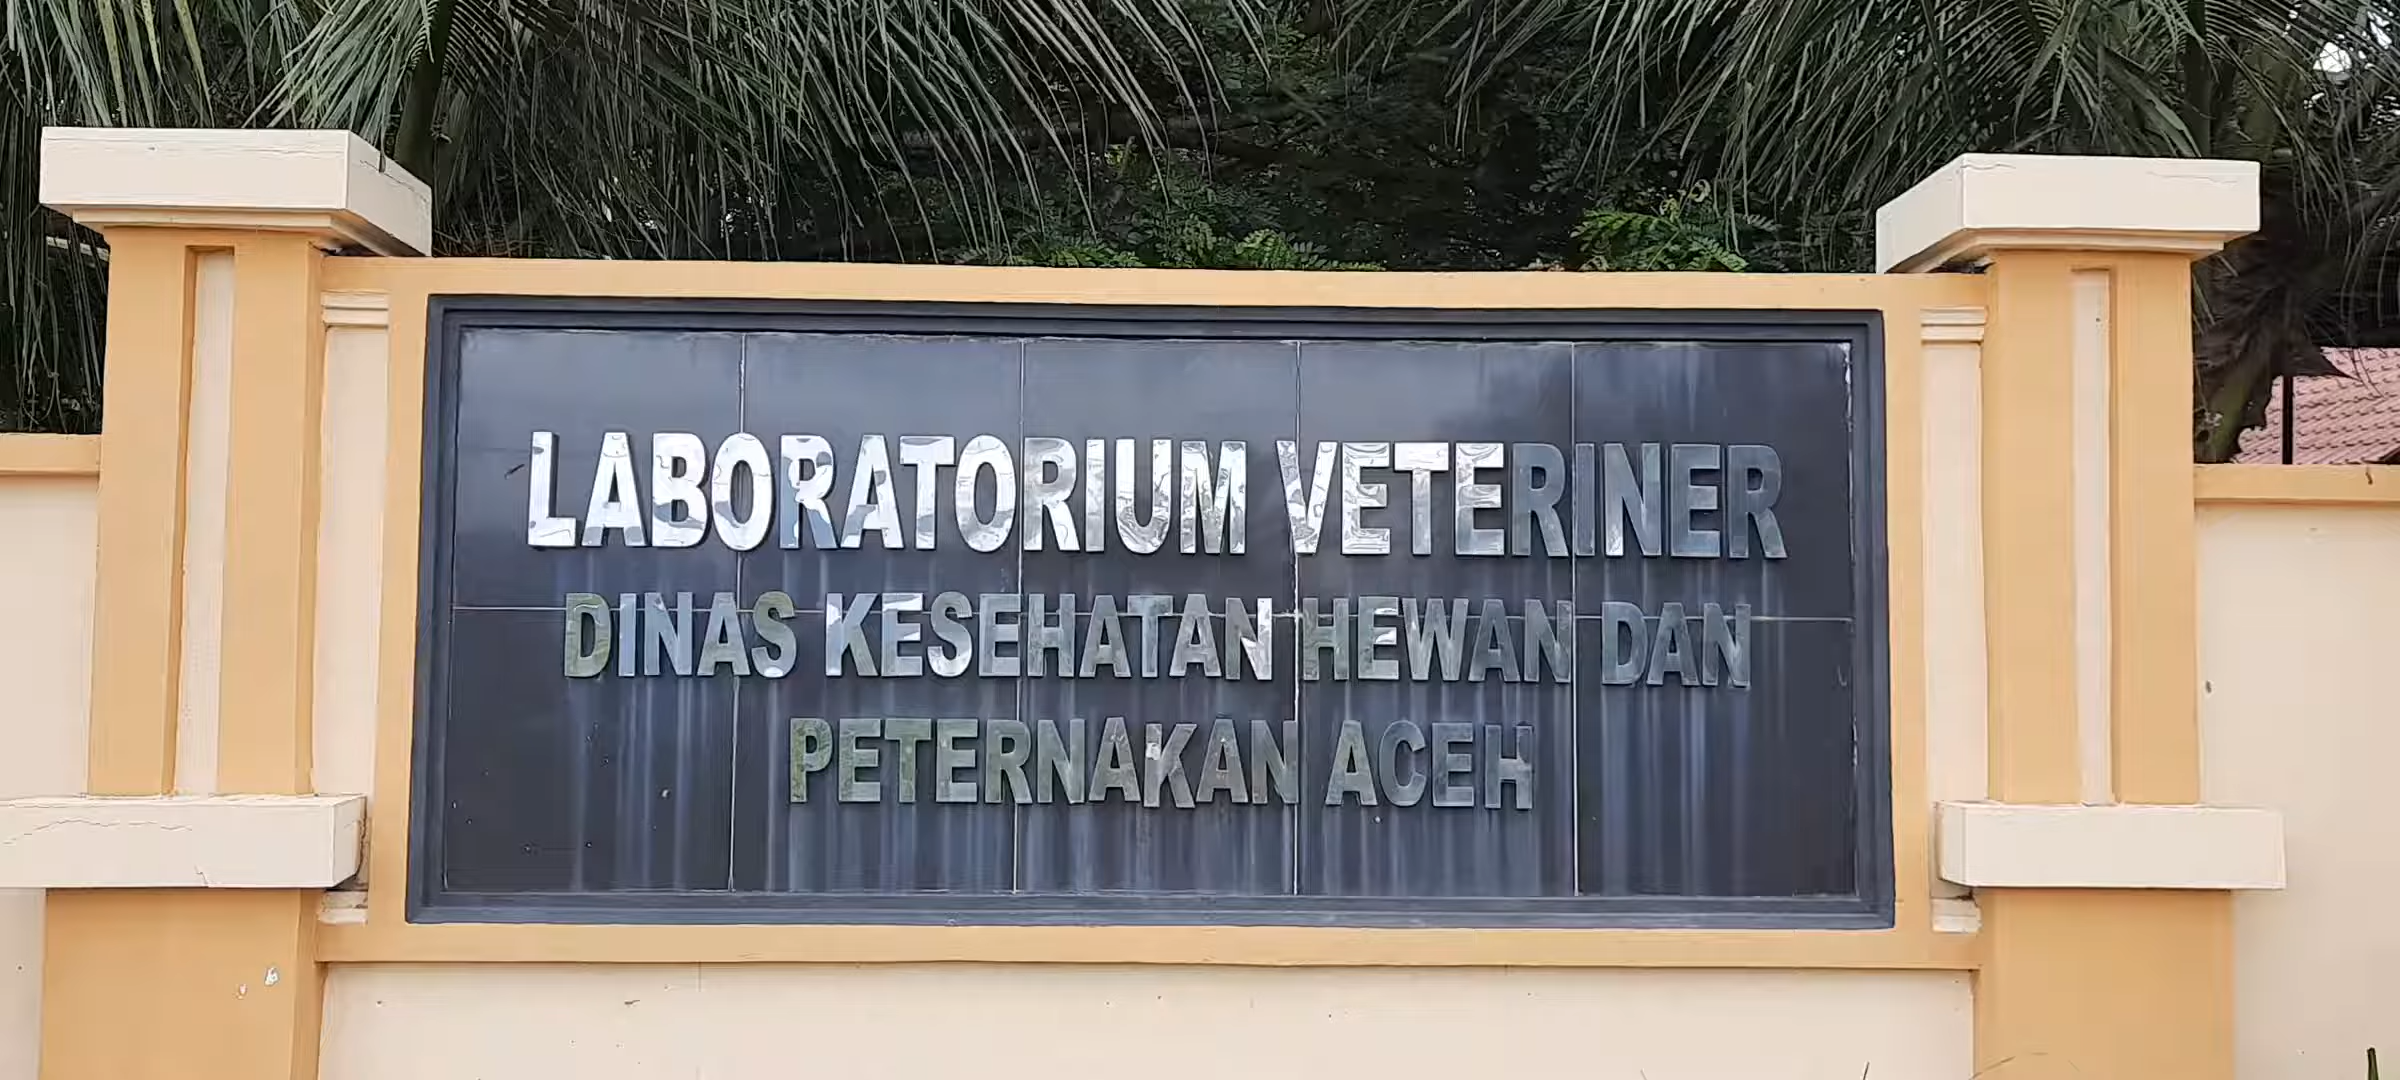 LABORATORIUM VETERINER
DINAS KESEHATAN HEWAN DAN
PETERNAKAN ACEH